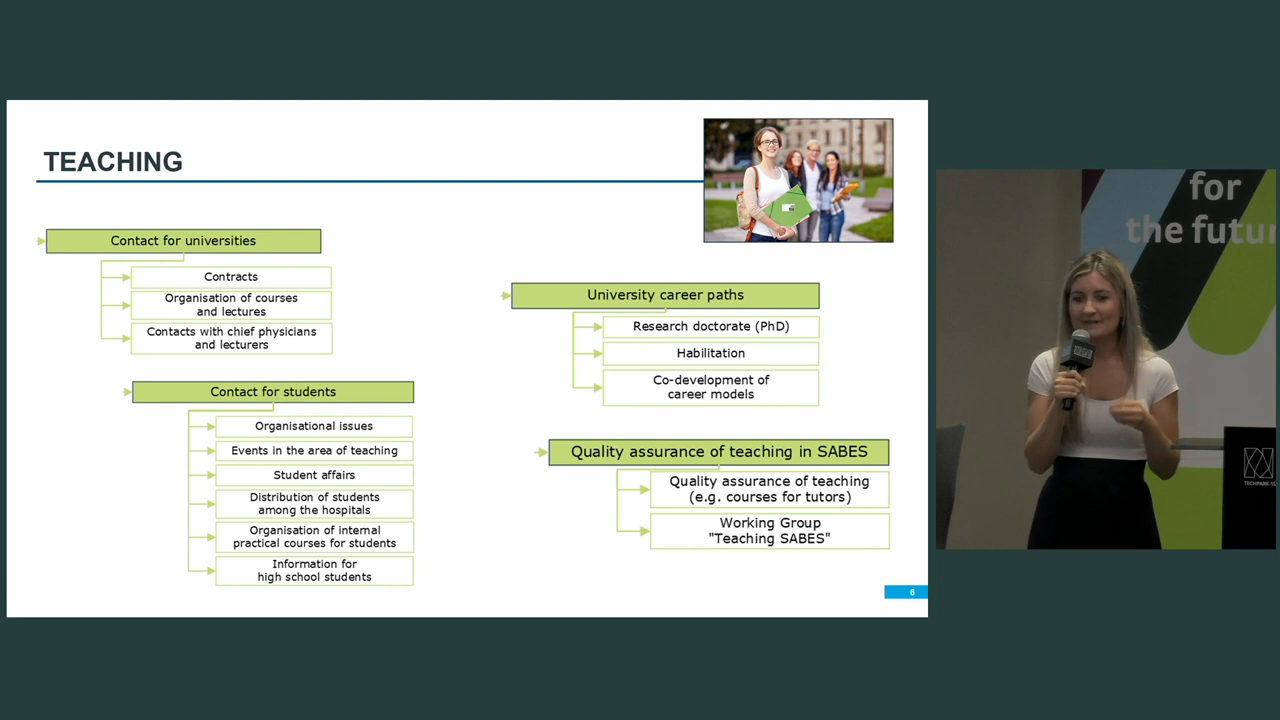 TEACHING
Contact for universities
Contracts
Organisation of courses
and lectures
Contacts with chief physicians
and lecturers
Contact for students
Organisational issues
Events in the area of teaching
Student affairs
Distribution of students
among the hospitals
Organisation of internal
practical courses for students
Information for
high school students
University career paths
Research doctorate (PhD)
Habilitation
Co-development of
career models
Quality assurance of teaching in SABES
Quality assurance of teaching
(e.g. courses for tutors)
Working Group
"Teaching SABES"
6
for
the futur
TECHPARK.